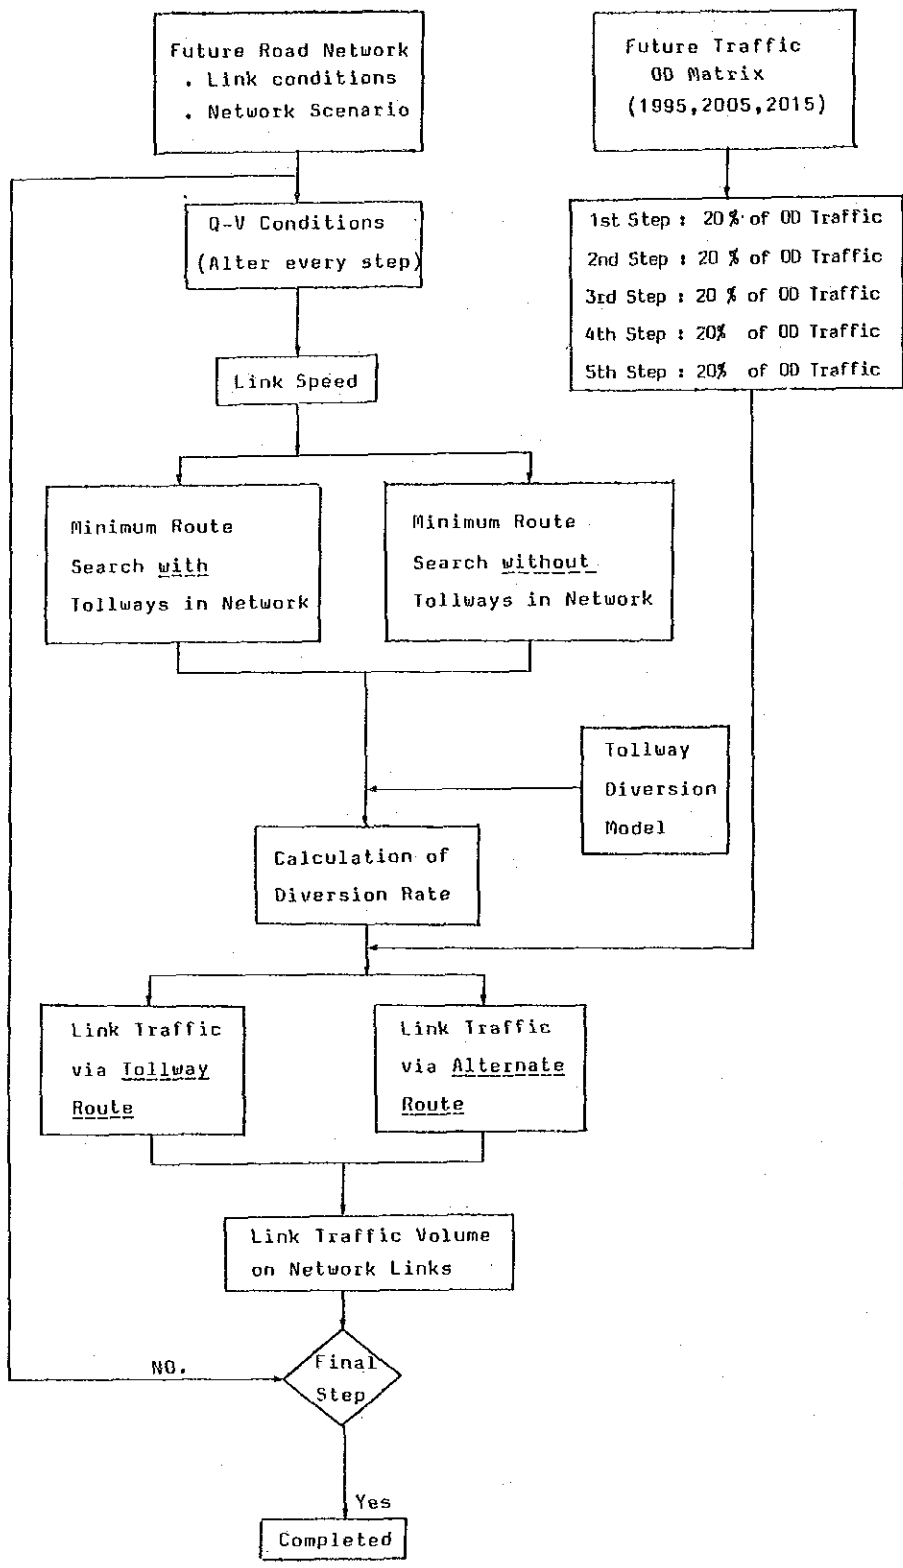 Future Road Network
. Link conditions
. Network Scenario
Future Traffic
OD Matrix
(1995,2005,2015)
Q-V Conditions
(Alter every step)
1st Step : 20% of OD Traffic
2nd Step : 20 % of OD Traffic
3rd Step : 20 % of OD Traffic
4th Step : 20% of OD Traffic
5th Step : 20% of OD Traffic
Link Speed
Minimum Route
Search with
Tollways in Network
Minimum Route
Search without
Tollways in Network
Tollway
Diversion
Model
Calculation of
Diversion Rate
Link Traffic
via Tollway
Route
Link Traffic
via Alternate
Route
Link Traffic Volume
on Network Links
NO.
Final
Step
Yes
Completed